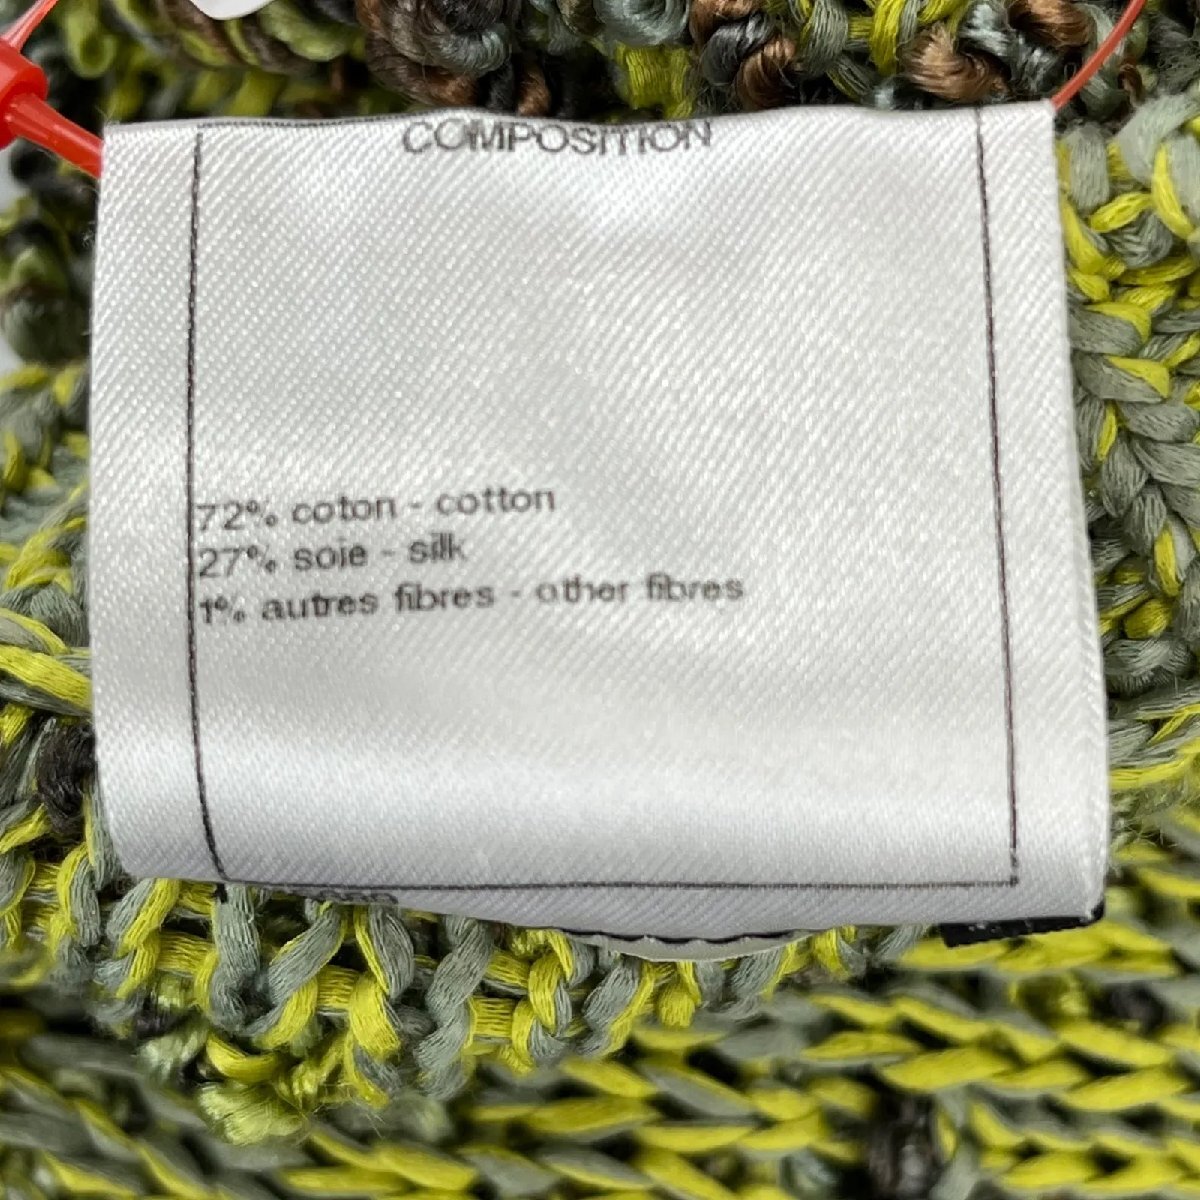 COMPOSITION
72% coton - cotton
27% soie - silk
1% autres fibres - other fibres